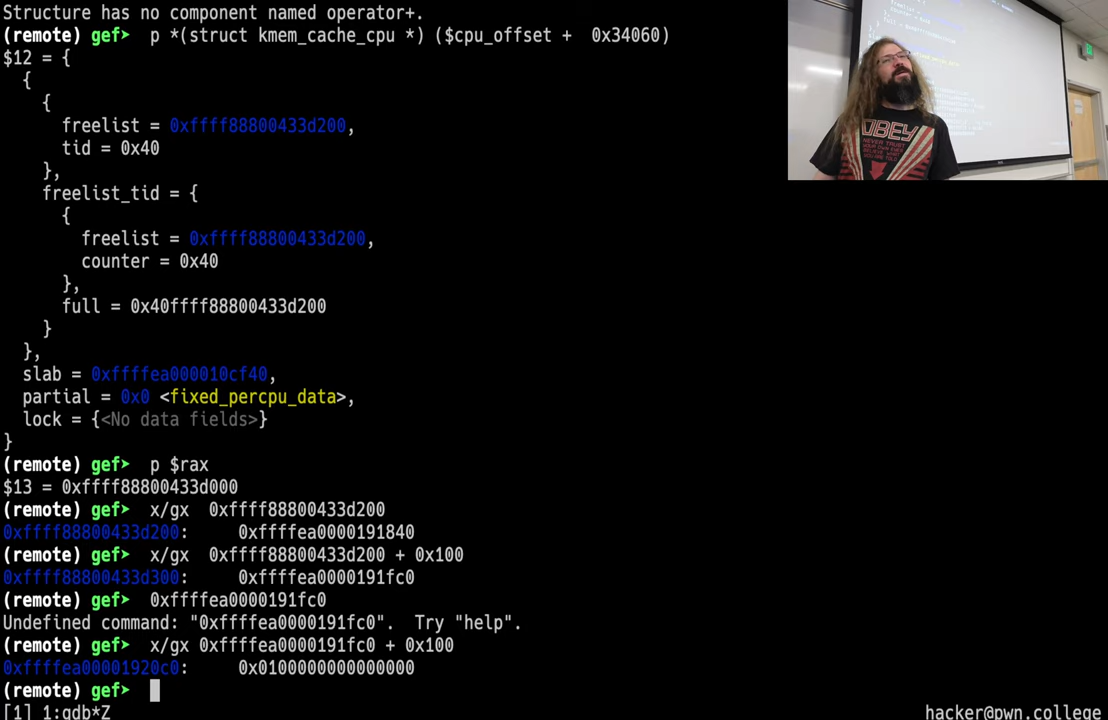 Structure has no component named operator+.
(remote) gef➤  p *(struct kmem_cache_cpu *) ($cpu_offset +  0x34060)
$12 = {
  {
    {
      freelist = 0xffff88800433d200,
      tid = 0x40
    },
    freelist_tid = {
      {
        freelist = 0xffff88800433d200,
        counter = 0x40
      },
      full = 0x40ffff88800433d200
    }
  },
  slab = 0xffffea000010cf40,
  partial = 0x0 <fixed_percpu_data>,
  lock = {<No data fields>}
}
(remote) gef➤  p $rax
$13 = 0xffff88800433d000
(remote) gef➤  x/gx  0xffff88800433d200
0xffff88800433d200:     0xffffea0000191840
(remote) gef➤  x/gx  0xffff88800433d200 + 0x100
0xffff88800433d300:     0xffffea0000191fc0
(remote) gef➤  0xffffea0000191fc0
Undefined command: "0xffffea0000191fc0".  Try "help".
(remote) gef➤  x/gx 0xffffea0000191fc0 + 0x100
0xffffea00001920c0:     0x0100000000000000
(remote) gef➤
[1] 1:gdb*Z hacker@pwn.college
OBEY
NEVER TRUST